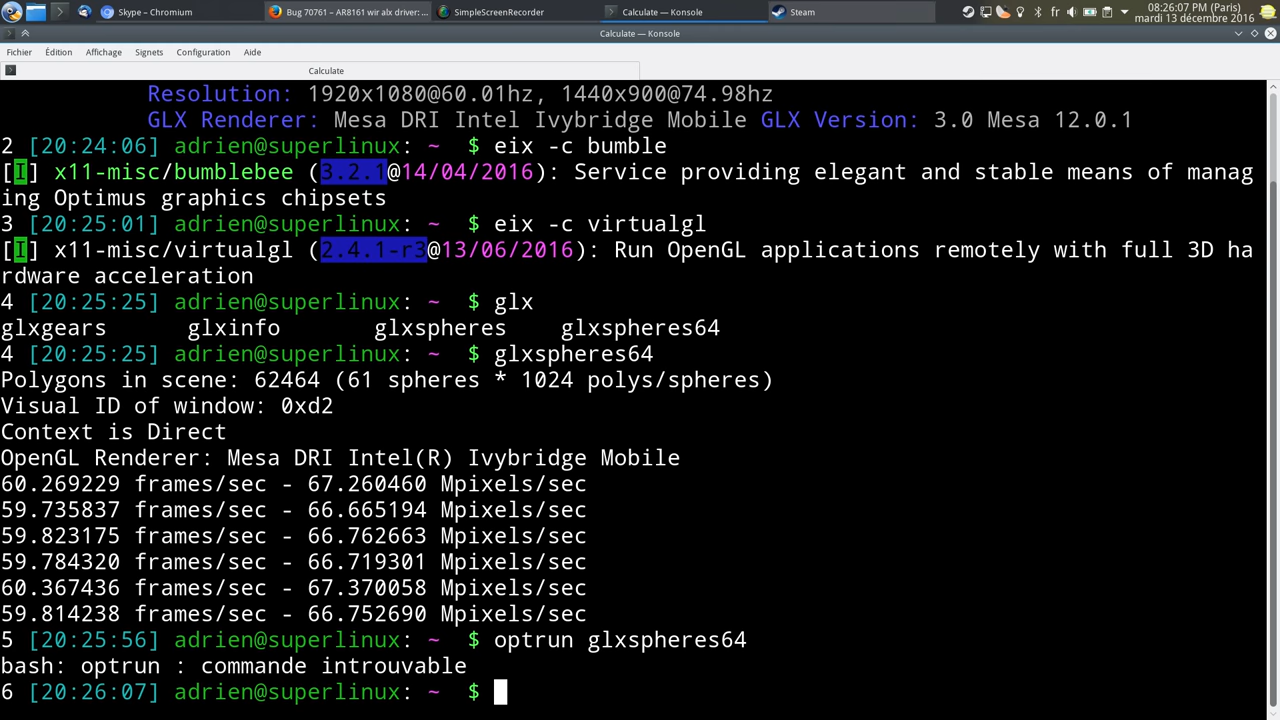 Skype – Chromium
Bug 70761 – AR8161 wir alx driver: ...
SimpleScreenRecorder
Calculate — Konsole
Steam
fr
08:26:07 PM (Paris)
mardi 13 décembre 2016
Calculate — Konsole
Fichier Édition Affichage Signets Configuration Aide
Calculate
Resolution: 1920x1080@60.01hz, 1440x900@74.98hz
GLX Renderer: Mesa DRI Intel Ivybridge Mobile GLX Version: 3.0 Mesa 12.0.1
2 [20:24:06] adrien@superlinux: ~ $ eix -c bumble
[I] x11-misc/bumblebee (3.2.1@14/04/2016): Service providing elegant and stable means of manag
ing Optimus graphics chipsets
3 [20:25:01] adrien@superlinux: ~ $ eix -c virtualgl
[I] x11-misc/virtualgl (2.4.1-r3@13/06/2016): Run OpenGL applications remotely with full 3D ha
rdware acceleration
4 [20:25:25] adrien@superlinux: ~ $ glx
glxgears glxinfo glxspheres glxspheres64
4 [20:25:25] adrien@superlinux: ~ $ glxspheres64
Polygons in scene: 62464 (61 spheres * 1024 polys/spheres)
Visual ID of window: 0xd2
Context is Direct
OpenGL Renderer: Mesa DRI Intel(R) Ivybridge Mobile
60.269229 frames/sec - 67.260460 Mpixels/sec
59.735837 frames/sec - 66.665194 Mpixels/sec
59.823175 frames/sec - 66.762663 Mpixels/sec
59.784320 frames/sec - 66.719301 Mpixels/sec
60.367436 frames/sec - 67.370058 Mpixels/sec
59.814238 frames/sec - 66.752690 Mpixels/sec
5 [20:25:56] adrien@superlinux: ~ $ optrun glxspheres64
bash: optrun : commande introuvable
6 [20:26:07] adrien@superlinux: ~ $